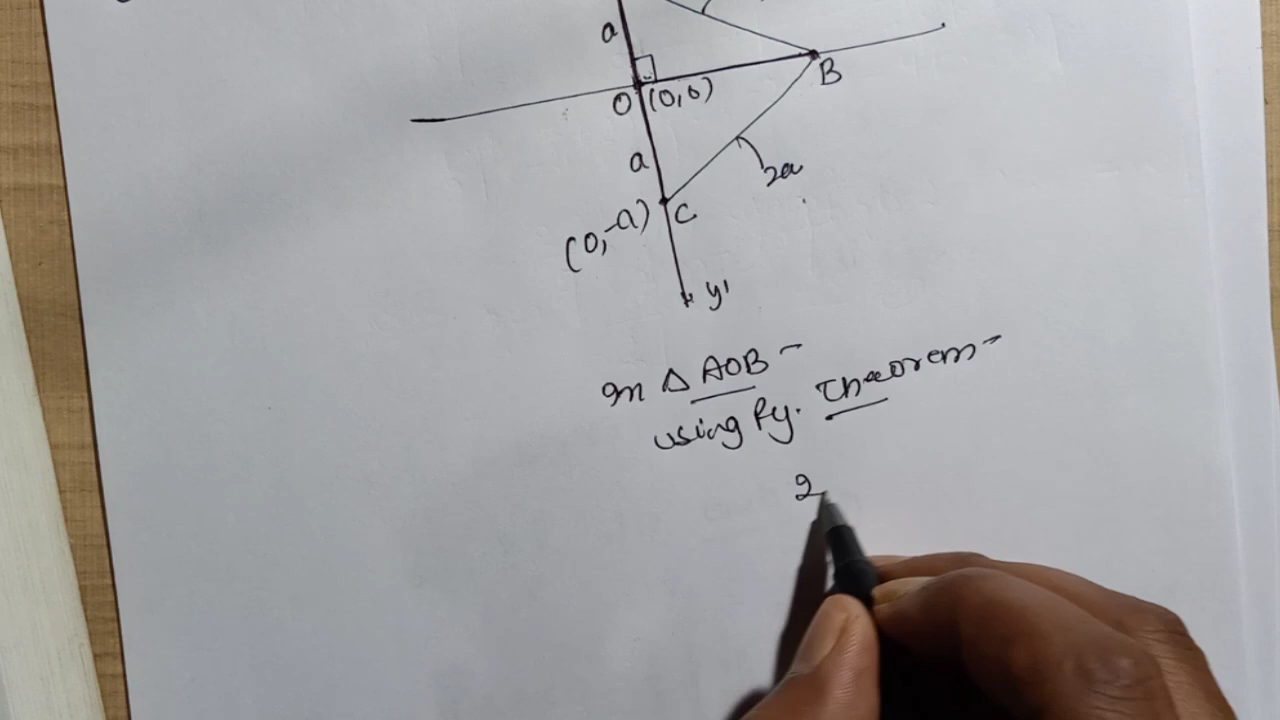 a
B
O (0,0)
a
2a
(0,-a) C
y'
In Δ AOB -
using Py. Theorem -
2